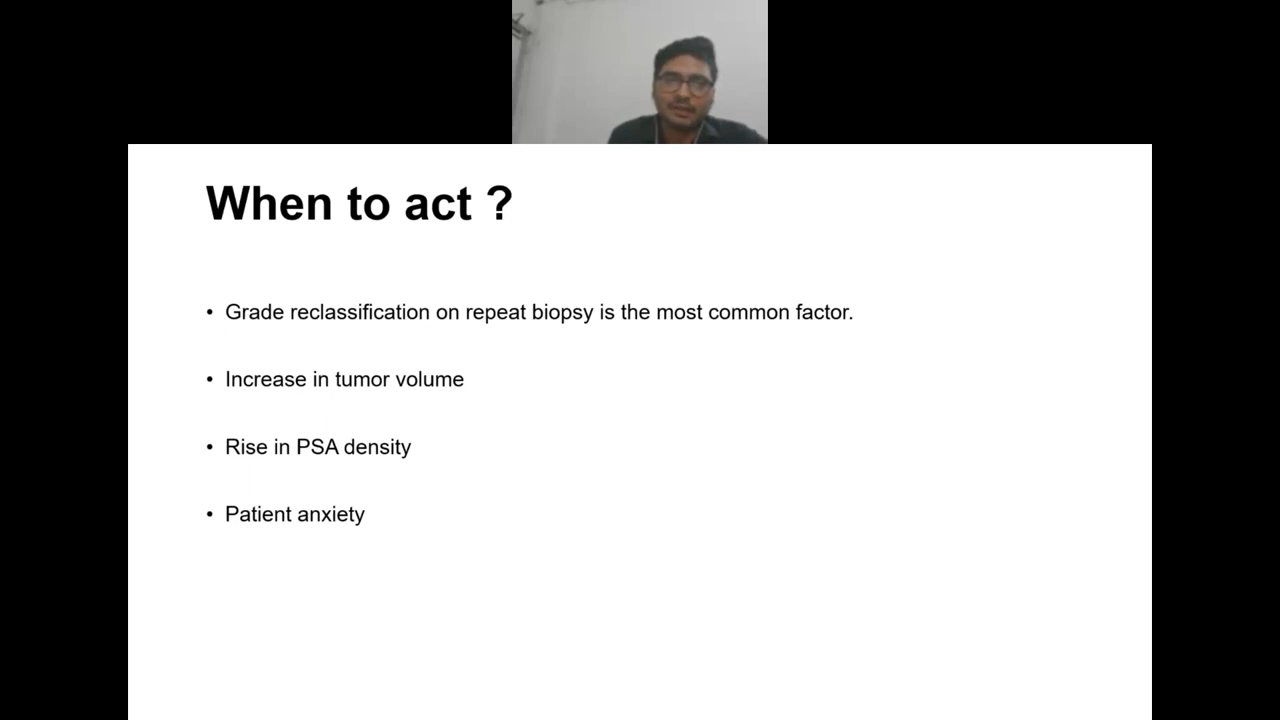 When to act ?
• Grade reclassification on repeat biopsy is the most common factor.
• Increase in tumor volume
• Rise in PSA density
• Patient anxiety